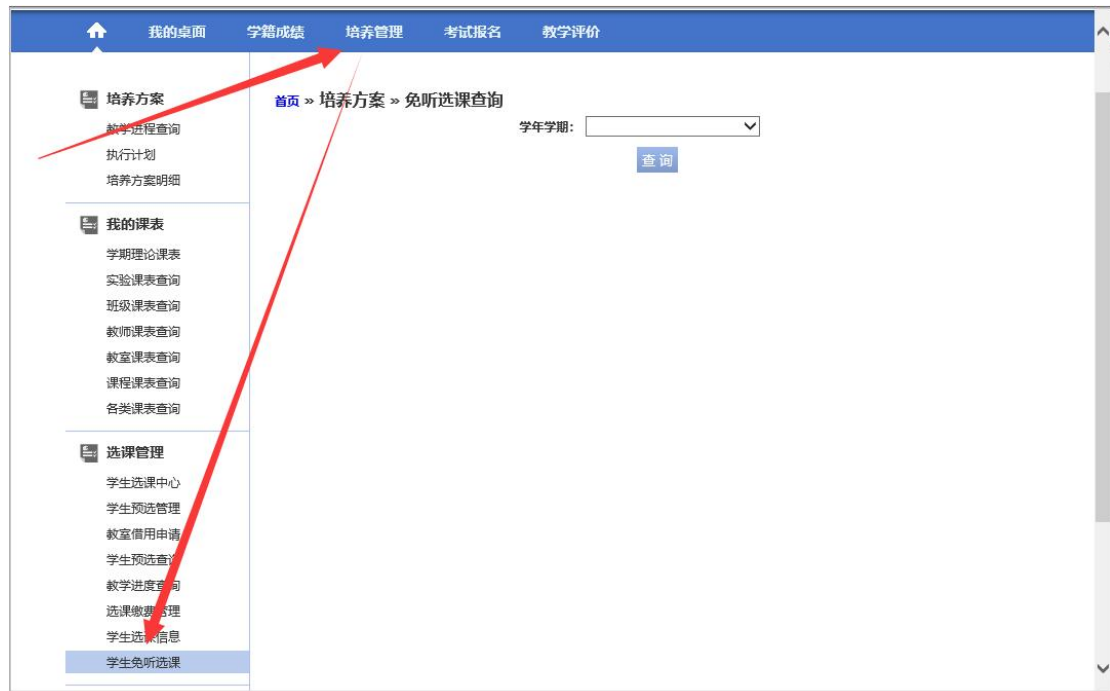 我的桌面 学籍成绩 培养管理 考试报名 教学评价
培养方案
教学进程查询
执行计划
培养方案明细
我的课表
学期理论课表
实验课表查询
班级课表查询
教师课表查询
教室课表查询
课程课表查询
各类课表查询
选课管理
学生选课中心
学生预选管理
教室借用申请
学生预选查询
教学进度查询
选课缴费管理
学生选课信息
学生免听选课
首页 » 培养方案 » 免听选课查询
学年学期:
查询